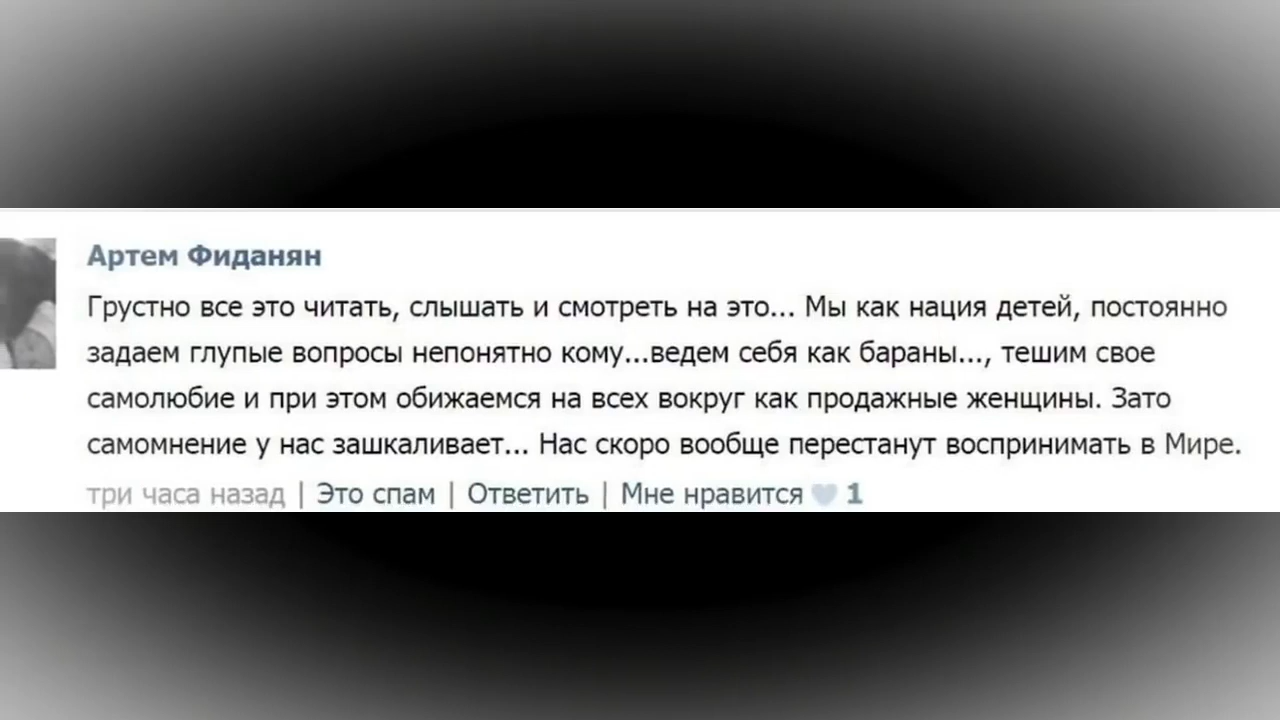 Артем Фиданян
Грустно все это читать, слышать и смотреть на это... Мы как нация детей, постоянно
задаем глупые вопросы непонятно кому...ведем себя как бараны..., тешим свое
самолюбие и при этом обижаемся на всех вокруг как продажные женщины. Зато
самомнение у нас зашкаливает... Нас скоро вообще перестанут воспринимать в Мире.
три часа назад | Это спам | Ответить | Мне нравится 1